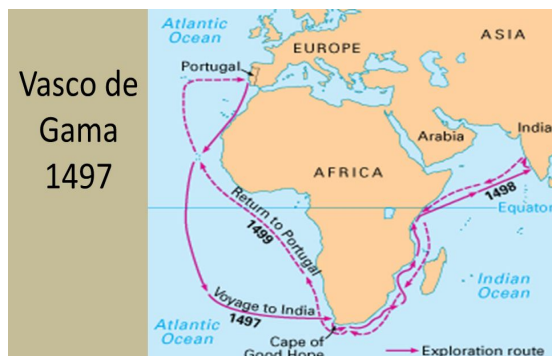 Vasco de
Gama
1497
Atlantic
Ocean
EUROPE
ASIA
Portugal
India
Arabia
AFRICA
1498
Equator
Return to Portugal
1499
Voyage to India
1497
Indian
Ocean
Atlantic
Ocean
Cape of
Good Hope
Exploration route